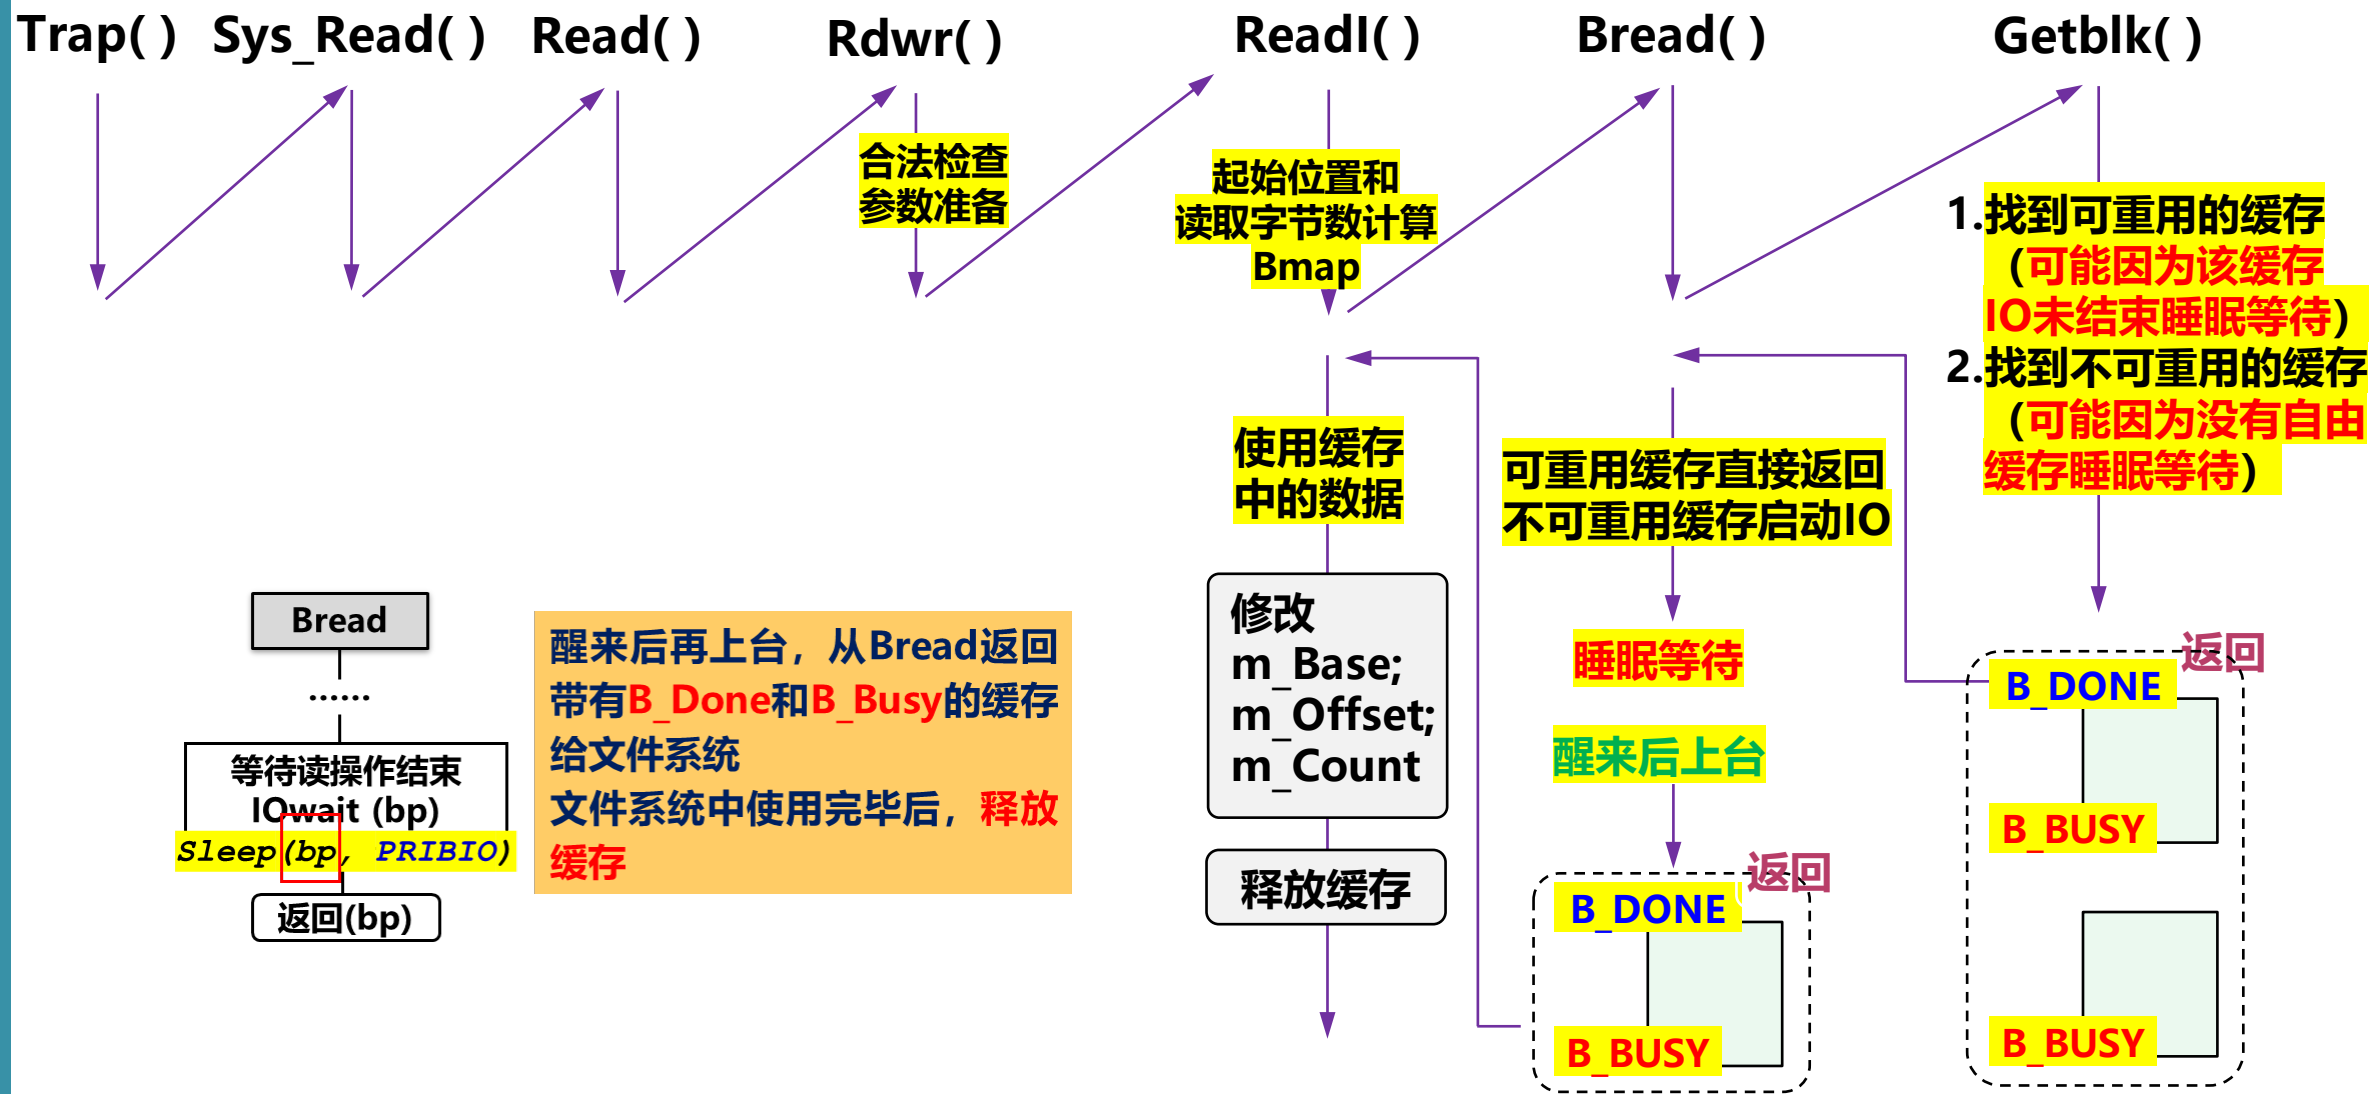 Trap( )
Sys_Read( )
Read( )
Rdwr( )
ReadI( )
Bread( )
Getblk( )
合法检查
参数准备
起始位置和
读取字节数计算
Bmap
1.找到可重用的缓存
（可能因为该缓存
IO未结束睡眠等待）
2.找到不可重用的缓存
（可能因为没有自由
缓存睡眠等待）
使用缓存
中的数据
可重用缓存直接返回
不可重用缓存启动IO
修改
m_Base;
m_Offset;
m_Count
释放缓存
睡眠等待
醒来后上台
返回
B_DONE
B_BUSY
返回
B_DONE
B_BUSY
B_BUSY
Bread
......
等待读操作结束
IOwait (bp)
Sleep(bp, PRIBIO)
返回(bp)
醒来后再上台，从Bread返回
带有B_Done和B_Busy的缓存
给文件系统
文件系统中使用完毕后，释放
缓存